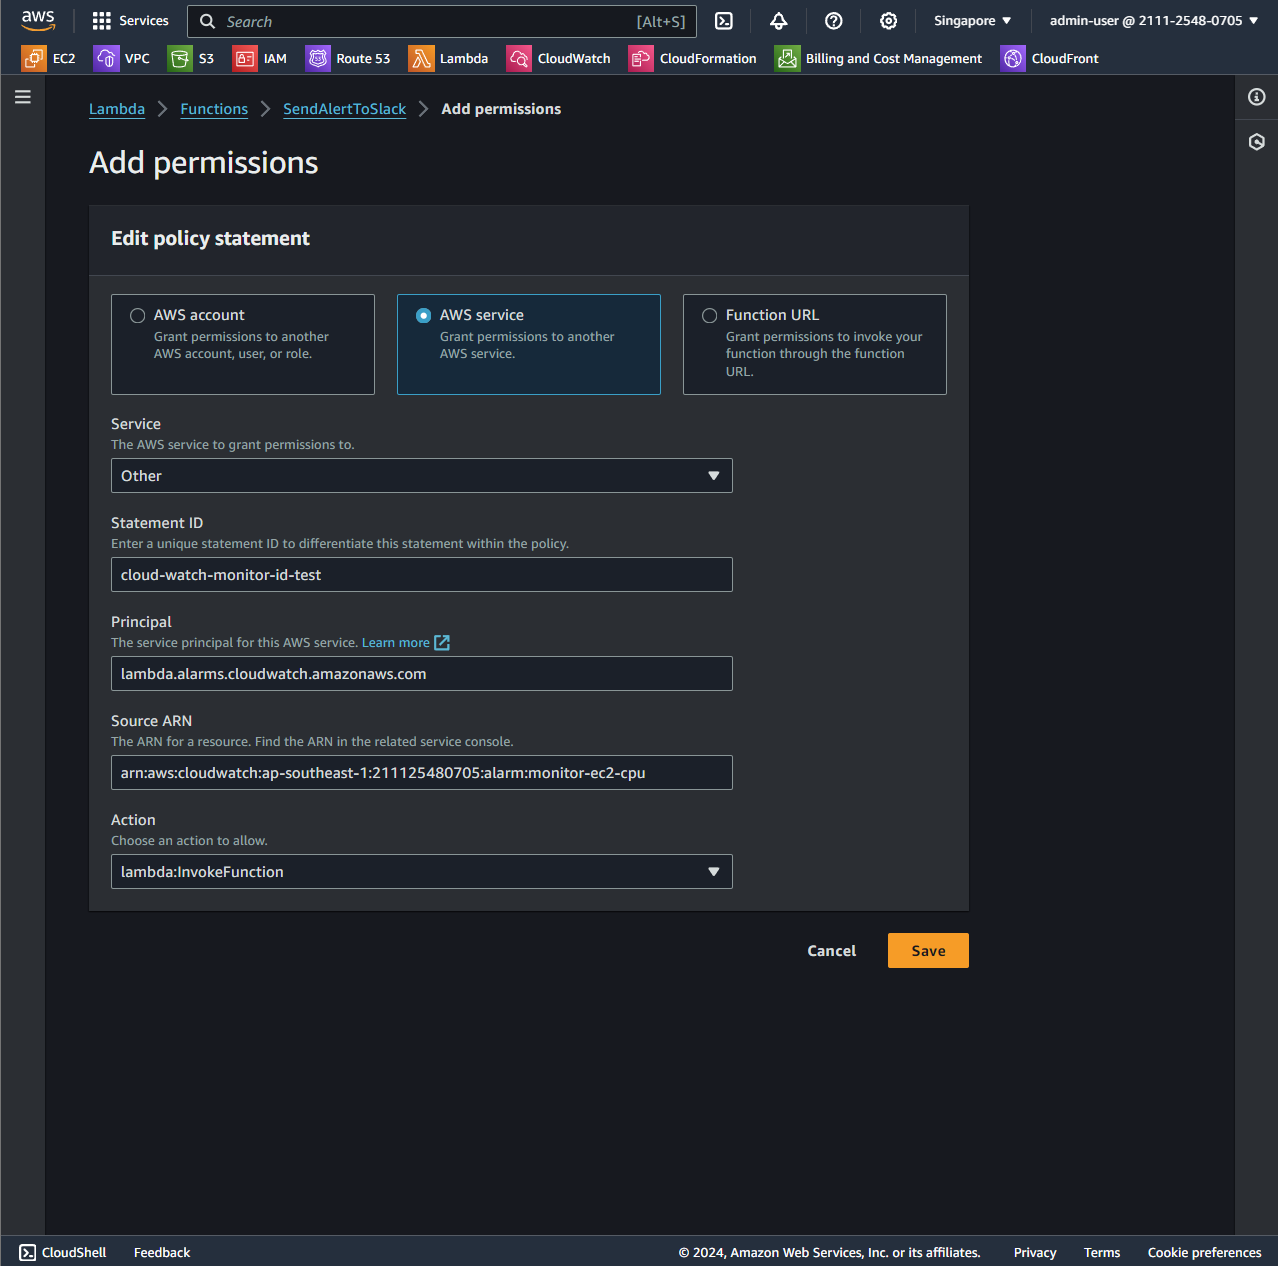 aws
Services
Search [Alt+S]
Singapore
admin-user @ 2111-2548-0705
EC2
VPC
S3
IAM
Route 53
Lambda
CloudWatch
CloudFormation
Billing and Cost Management
CloudFront
Lambda
Functions
SendAlertToSlack
Add permissions
Add permissions
Edit policy statement
AWS account
Grant permissions to another
AWS account, user, or role.
AWS service
Grant permissions to another
AWS service.
Function URL
Grant permissions to invoke your
function through the function
URL.
Service
The AWS service to grant permissions to.
Other
Statement ID
Enter a unique statement ID to differentiate this statement within the policy.
cloud-watch-monitor-id-test
Principal
The service principal for this AWS service. Learn more
lambda.alarms.cloudwatch.amazonaws.com
Source ARN
The ARN for a resource. Find the ARN in the related service console.
arn:aws:cloudwatch:ap-southeast-1:211125480705:alarm:monitor-ec2-cpu
Action
Choose an action to allow.
lambda:InvokeFunction
Cancel
Save
CloudShell
Feedback
© 2024, Amazon Web Services, Inc. or its affiliates.
Privacy
Terms
Cookie preferences